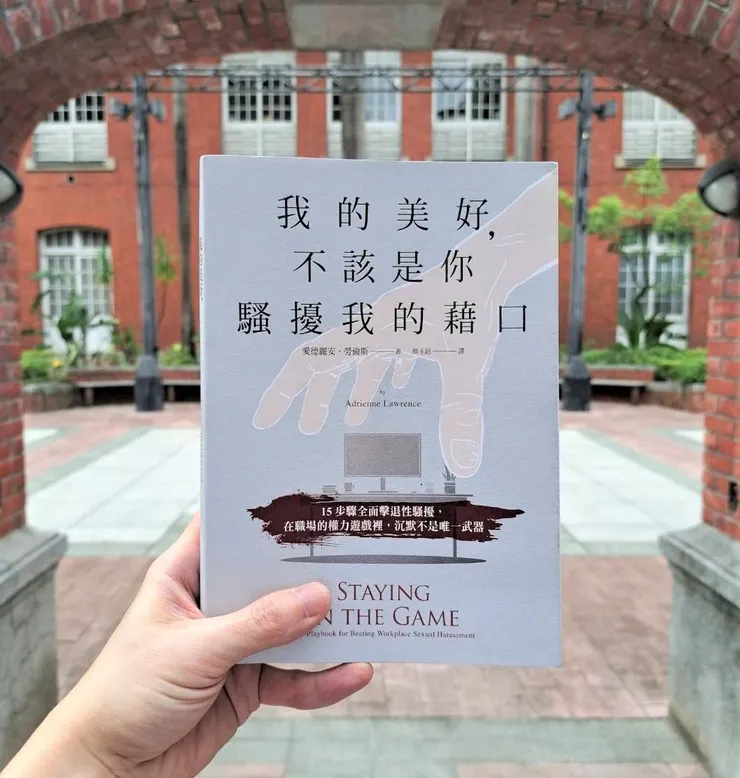 我的美好,
不該是你
騷擾我的藉口
愛德麗安·勞倫斯——著 玉鈴——譯
by
Adrienne Lawrence
15步驟全面擊退性騷擾,
在職場的權力遊戲裡,沉默不是唯一武器
STAYING
N THE GAME
Playbook for Beating Workplace Sexual Harassment